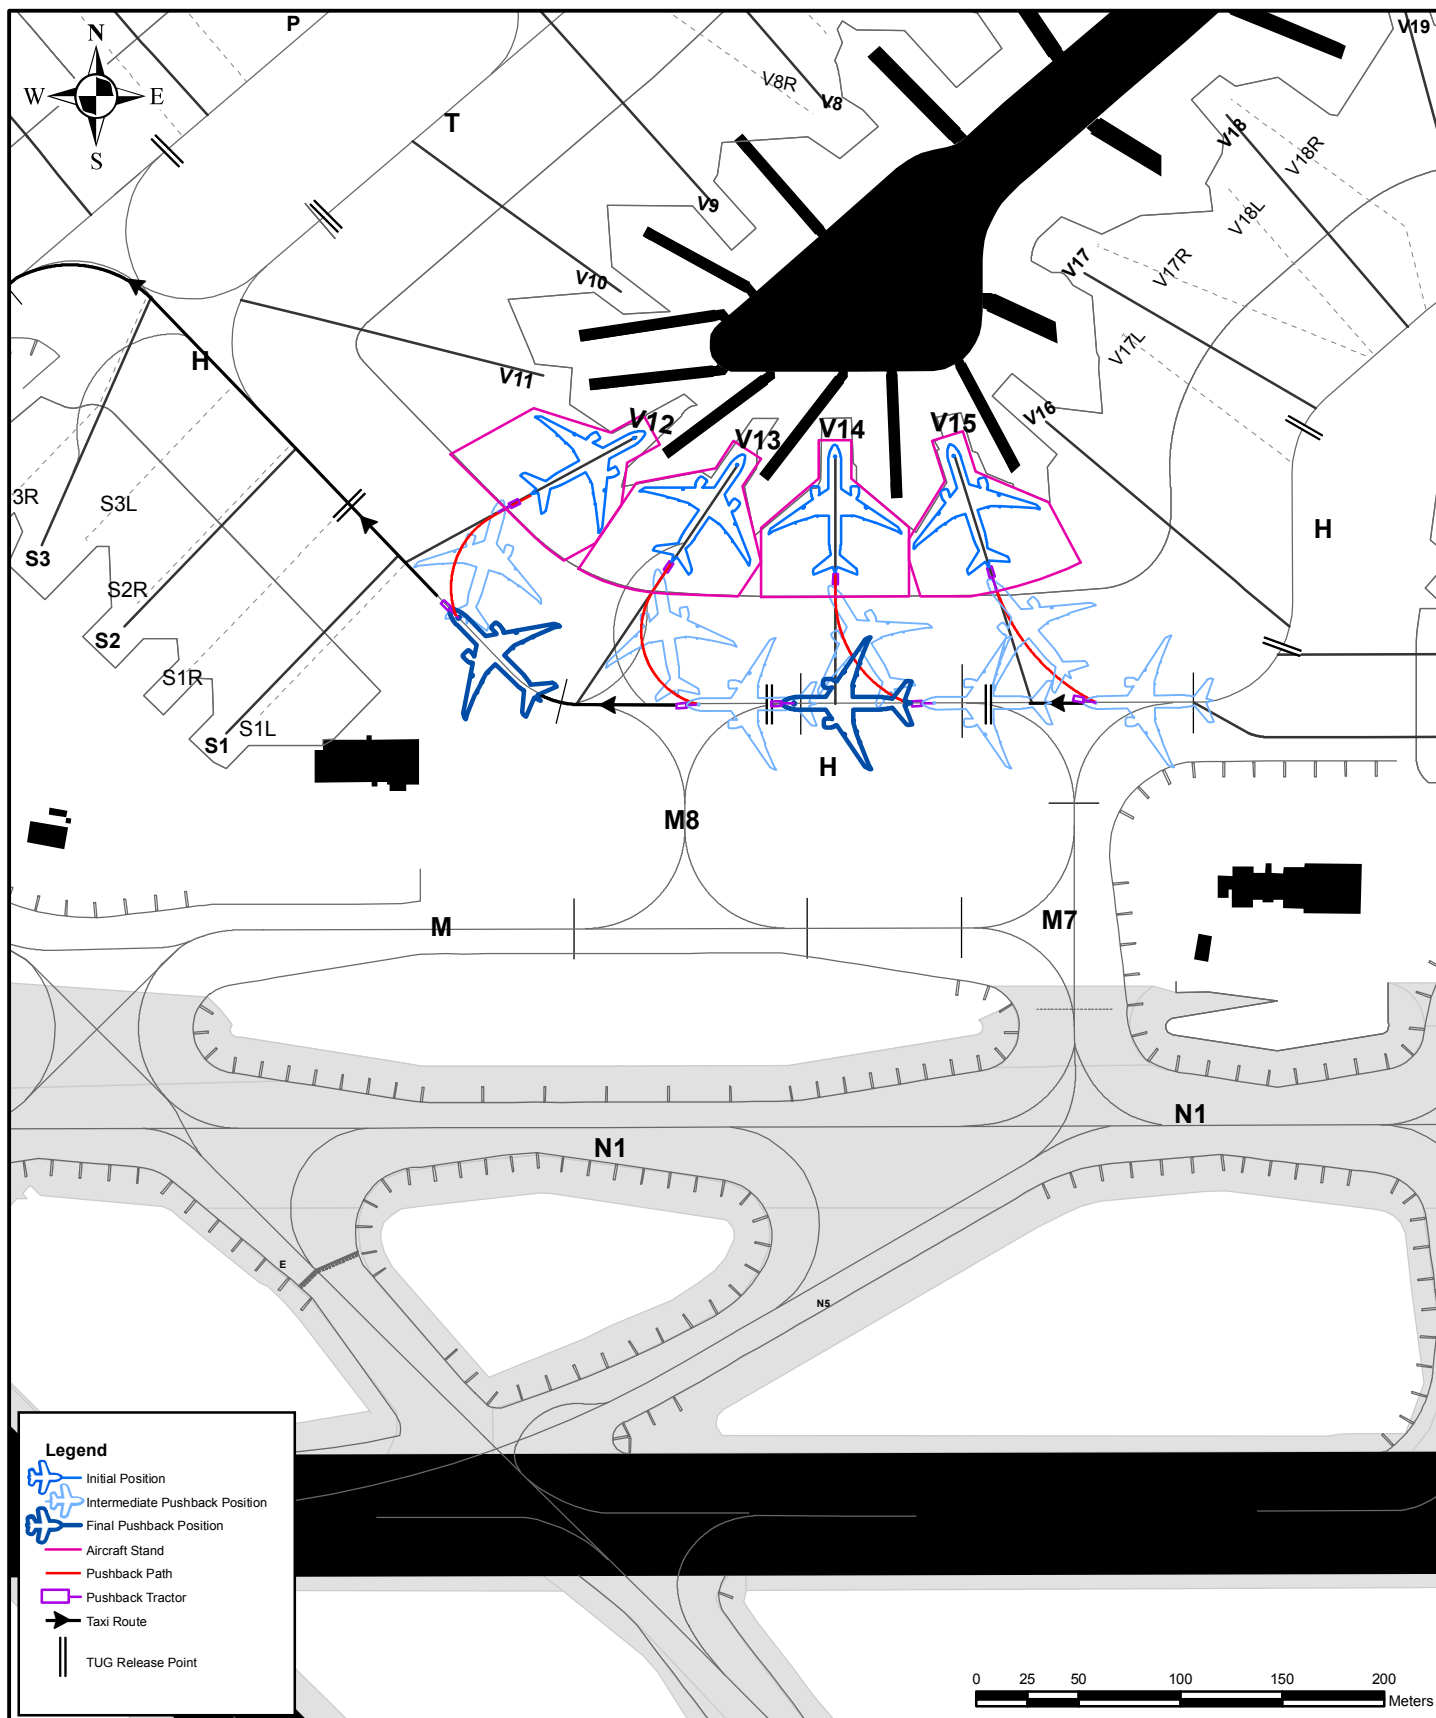 P
V19
N
W E
S
T
V8R
V8
V18
V18R
V9
V18L
V17
V17R
V10
V17L
H
V11
V16
V12
V13
V14
V15
3R
S3L
S3
H
S2R
S2
S1R
S1L
S1
H
M8
M
M7
N1
N1
E
N5
Legend
Initial Position
Intermediate Pushback Position
Final Pushback Position
Aircraft Stand
Pushback Path
Pushback Tractor
Taxi Route
TUG Release Point
0 25 50 100 150 200
Meters